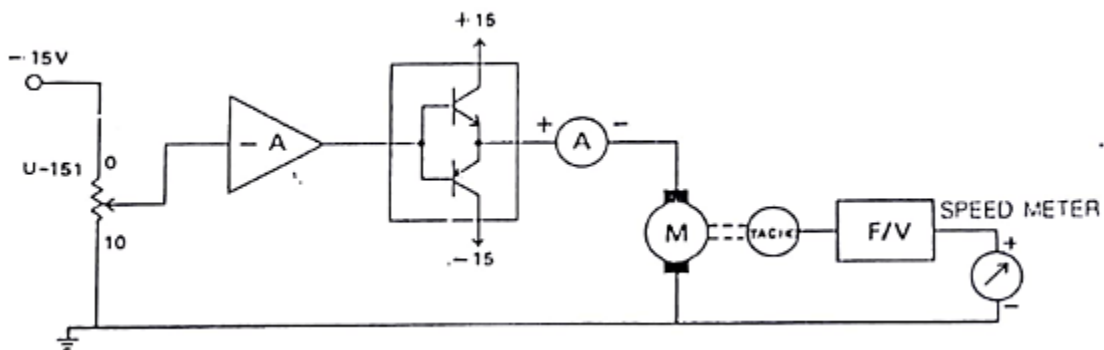 +15
-15V
+ A -
- A
U-151 0
10
-15
M
TACH
F/V
SPEED METER
+
-